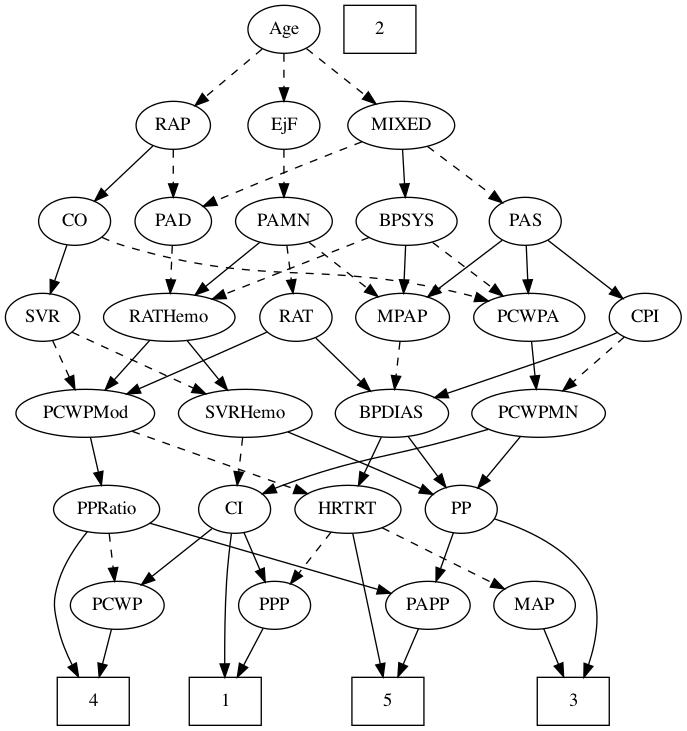 Age
2
RAP
EjF
MIXED
CO
PAD
PAMN
BPSYS
PAS
SVR
RATHemo
RAT
MPAP
PCWPA
CPI
PCWPMod
SVRHemo
BPDIAS
PCWPMN
PPRatio
CI
HRTRT
PP
PCWP
PPP
PAPP
MAP
4
1
5
3